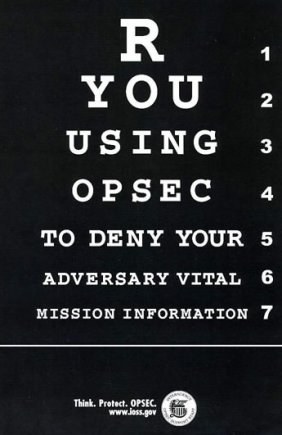 R 1
YOU 2
USING 3
OPSEC 4
TO DENY YOUR 5
ADVERSARY VITAL 6
MISSION INFORMATION 7
Think. Protect. OPSEC.
www.ioss.gov